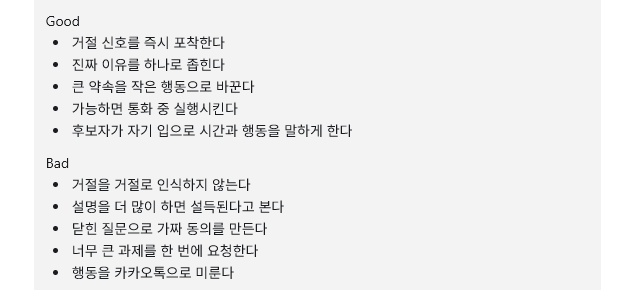 Good
• 거절 신호를 즉시 포착한다
• 진짜 이유를 하나로 좁힌다
• 큰 약속을 작은 행동으로 바꾼다
• 가능하면 통화 중 실행시킨다
• 후보자가 자기 입으로 시간과 행동을 말하게 한다
Bad
• 거절을 거절로 인식하지 않는다
• 설명을 더 많이 하면 설득된다고 본다
• 닫힌 질문으로 가짜 동의를 만든다
• 너무 큰 과제를 한 번에 요청한다
• 행동을 카카오톡으로 미룬다